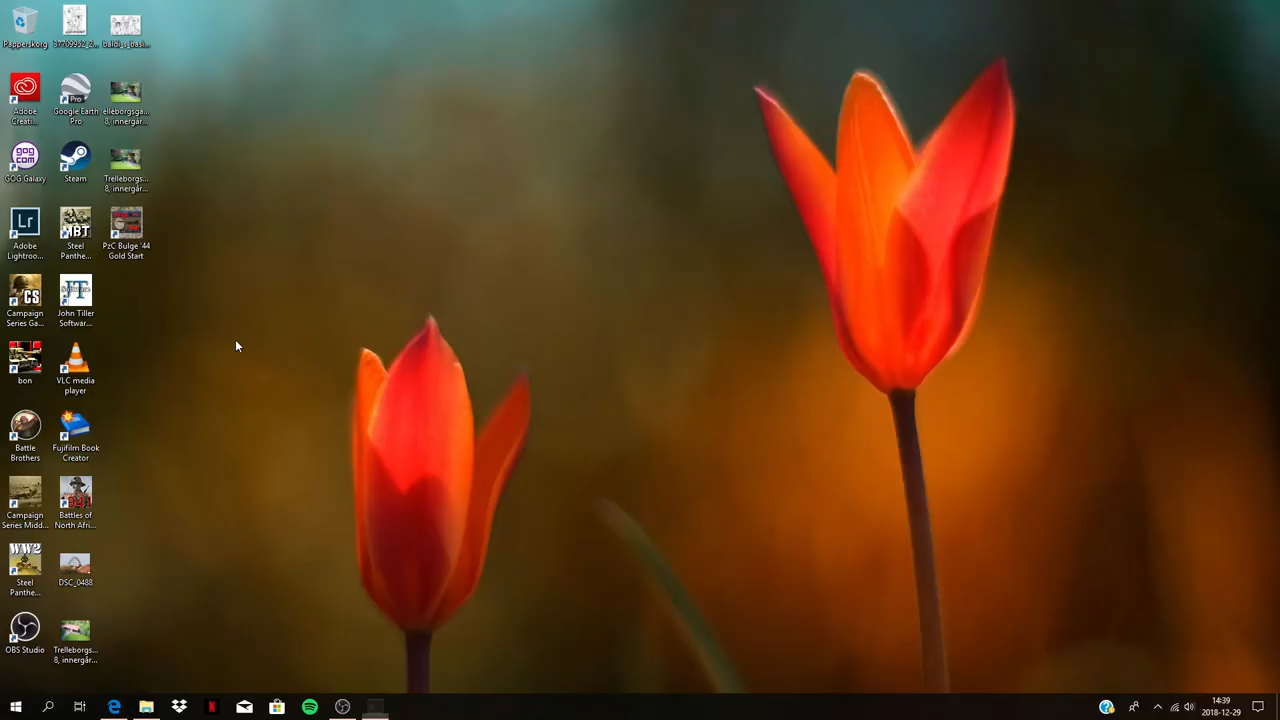 Papperskorg
37709952_2...
baldi_s_basi...
Adobe
Creati...
Google Earth
Pro
elleborgsga...
8, innergår...
GOG Galaxy
Steam
Trelleborgs...
8, innergår...
Adobe
Lightroo...
Steel
Panthe...
PzC Bulge '44
Gold Start
Campaign
Series Ga...
John Tiller
Softwar...
bon
VLC media
player
Battle
Brothers
Fujifilm Book
Creator
Campaign
Series Midd...
Battles of
North Afri...
Steel
Panthe...
DSC_0488
OBS Studio
Trelleborgs...
8, innergår...
14:39
2018-12-29